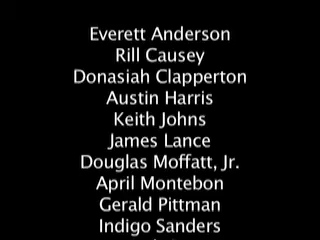 Everett Anderson
Rill Causey
Donasiah Clapperton
Austin Harris
Keith Johns
James Lance
Douglas Moffatt, Jr.
April Montebon
Gerald Pittman
Indigo Sanders